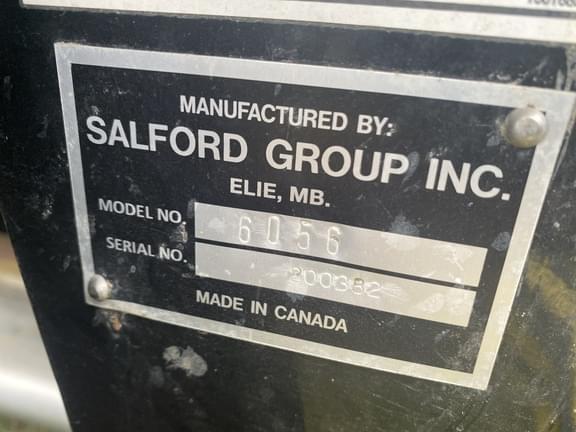 MANUFACTURED BY:
SALFORD GROUP INC.
ELIE, MB.
MODEL NO. 6056
SERIAL NO. 200382
MADE IN CANADA